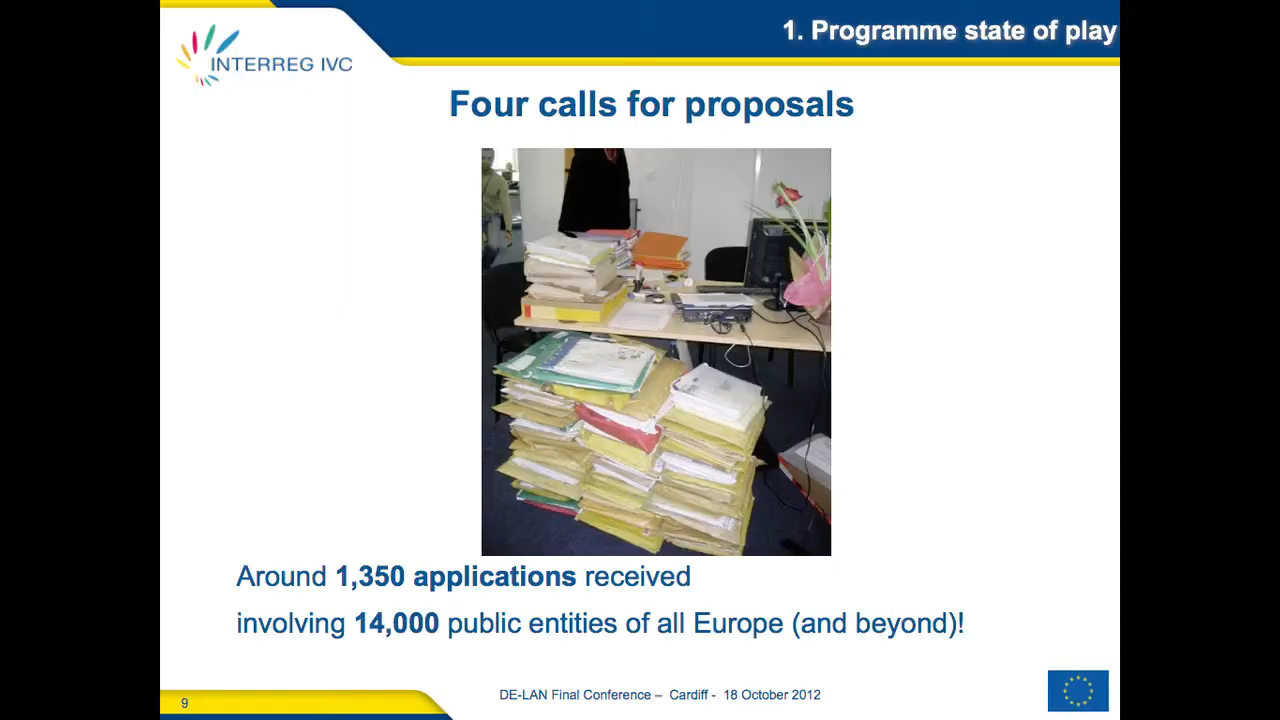 1. Programme state of play
INTERREG IVC
Four calls for proposals
Around 1,350 applications received
involving 14,000 public entities of all Europe (and beyond)!
9
DE-LAN Final Conference – Cardiff - 18 October 2012